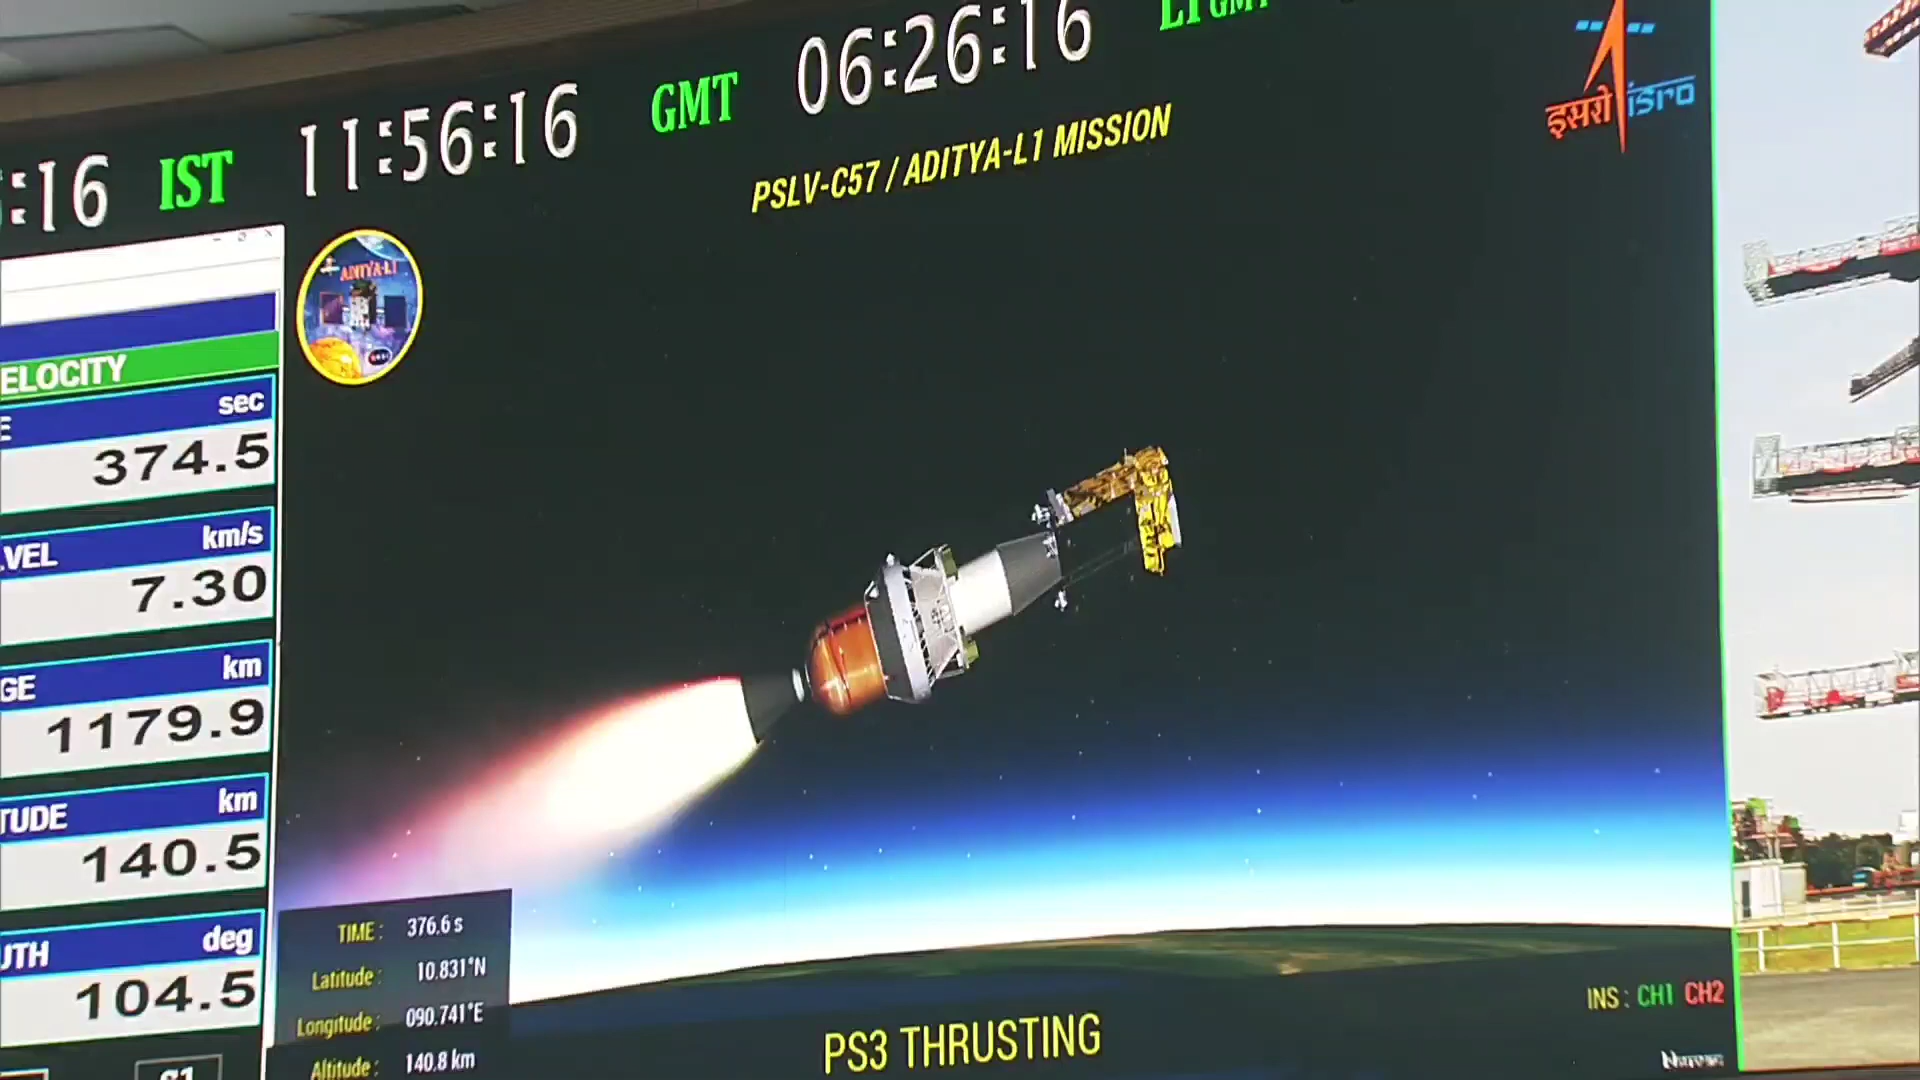 :16 IST 11:56:16 GMT 06:26:16
PSLV-C57 / ADITYA-L1 MISSION
इसरो isro
ADITYA-L1
ELOCITY
sec
374.5
VEL km/s
7.30
GE km
1179.9
TUDE km
140.5
UTH deg
104.5
TIME : 376.6 s
Latitude : 10.831°N
Longitude : 090.741°E
Altitude : 140.8 km
PS3 THRUSTING
INS : CH1 CH2